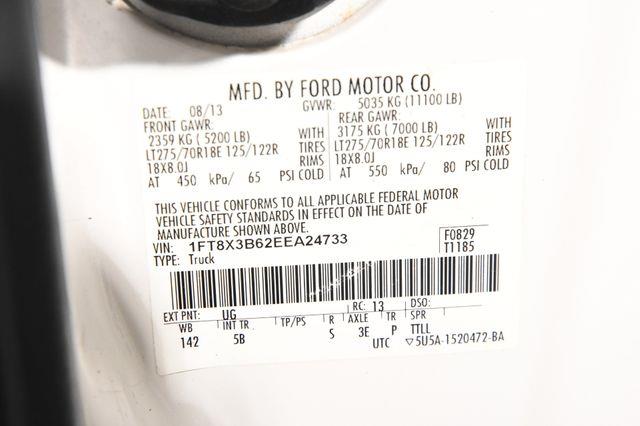 MFD. BY FORD MOTOR CO.
DATE: 08/13 GVWR: 5035 KG (11100 LB)
FRONT GAWR: REAR GAWR:
2359 KG ( 5200 LB) WITH 3175 KG ( 7000 LB) WITH
LT275/70R18E 125/122R TIRES LT275/70R18E 125/122R TIRES
18X8.0J RIMS 18X8.0J RIMS
AT 450 kPa/ 65 PSI COLD AT 550 kPa/ 80 PSI COLD
THIS VEHICLE CONFORMS TO ALL APPLICABLE FEDERAL MOTOR
VEHICLE SAFETY STANDARDS IN EFFECT ON THE DATE OF
MANUFACTURE SHOWN ABOVE.
VIN: 1FT8X3B62EEA24733 F0829
TYPE: Truck T1185
EXT PNT: UG RC: 13 DSO:
WB INT TR TP/PS R AXLE TR SPR
142 5B S 3E P TTLL
UTC ▽5U5A-1520472-BA